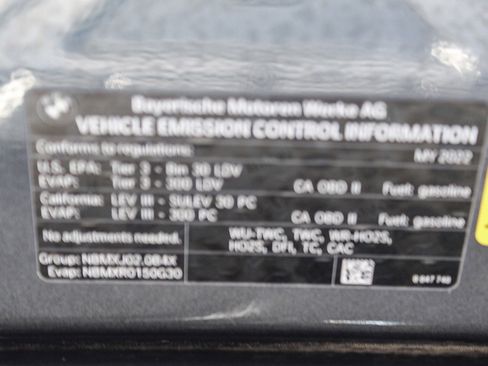 Bayerische Motoren Werke AG
VEHICLE EMISSION CONTROL INFORMATION
Conforms to regulations: MY 2022
U.S. EPA: Tier 3 - Bin 30 LDV
EVAP: Tier 3 - 300 LDV CA OBD II Fuel: gasoline
California: LEV III - SULEV 30 PC
EVAP: LEV III - 300 PC CA OBD II Fuel: gasoline
No adjustments needed. WU-TWC, TWC, WR-HO2S,
HO2S, DFI, TC, CAC
Group: NBMXJ02.0B4X
Evap: NBMXR0150G30
8 847 740